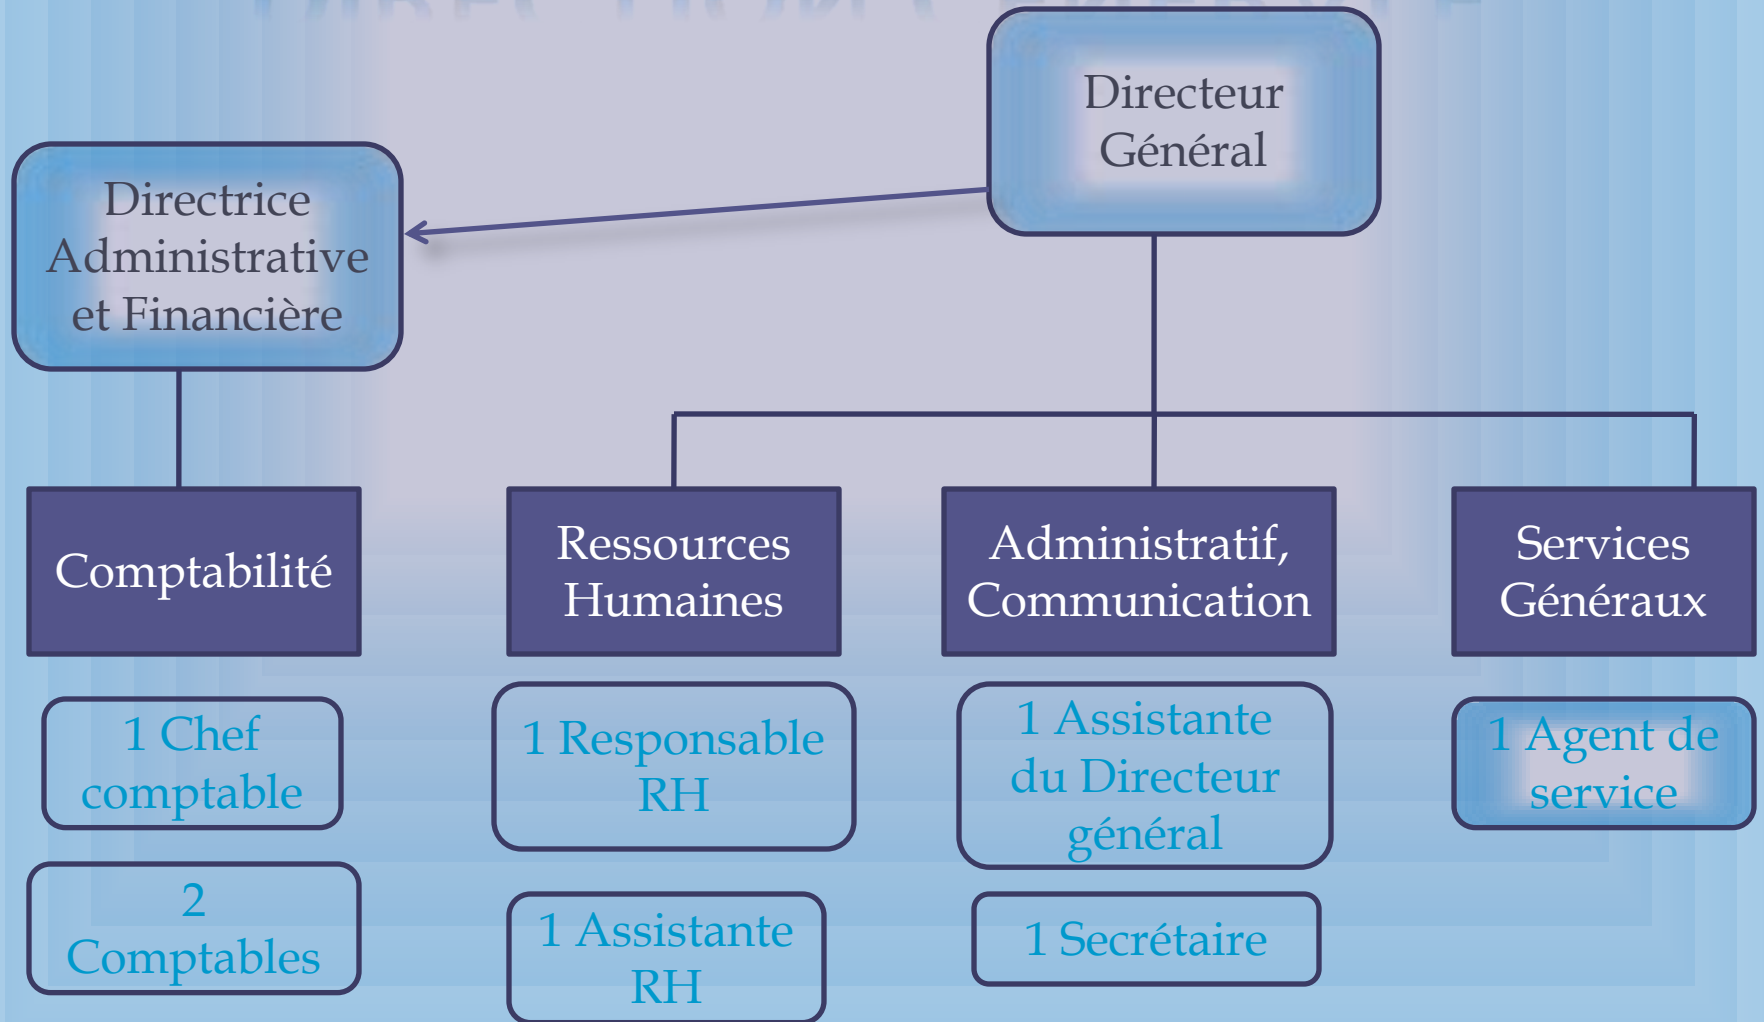 Directeur
Général
Directrice
Administrative
et Financière
Comptabilité
Ressources
Humaines
Administratif,
Communication
Services
Généraux
1 Chef
comptable
1 Responsable
RH
1 Assistante
du Directeur
général
1 Agent de
service
2
Comptables
1 Assistante
RH
1 Secrétaire